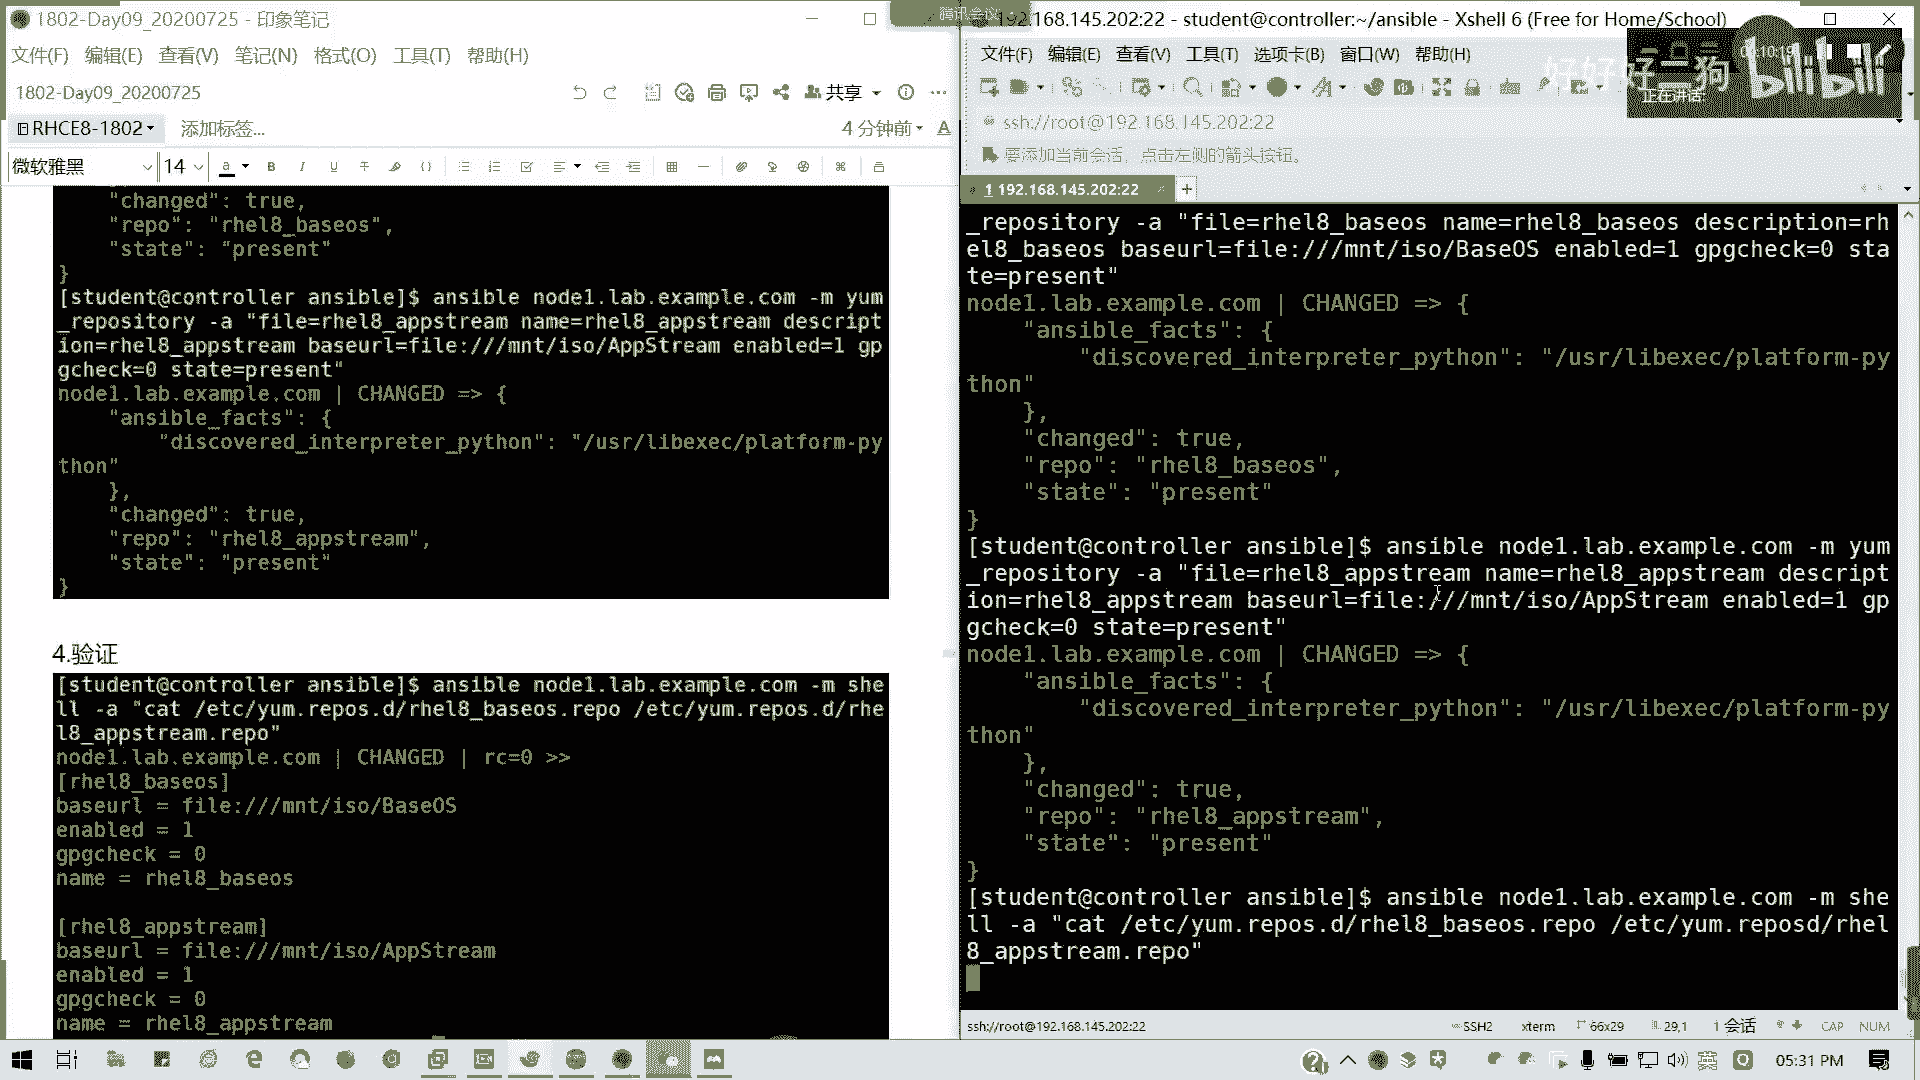 1802-Day09_20200725 - 印象笔记
文件(F) 编辑(E) 查看(V) 笔记(N) 格式(O) 工具(T) 帮助(H)
1802-Day09_20200725
共享
RHCE8-1802
添加标签...
4 分钟前
微软雅黑 14
"changed": true,
"repo": "rhel8_baseos",
"state": "present"
}
[student@controller ansible]$ ansible node1.lab.example.com -m yum
_repository -a "file=rhel8_appstream name=rhel8_appstream descript
ion=rhel8_appstream baseurl=file:///mnt/iso/AppStream enabled=1 gp
gcheck=0 state=present"
node1.lab.example.com | CHANGED => {
"ansible_facts": {
"discovered_interpreter_python": "/usr/libexec/platform-py
thon"
},
"changed": true,
"repo": "rhel8_appstream",
"state": "present"
}
4.验证
[student@controller ansible]$ ansible node1.lab.example.com -m she
ll -a "cat /etc/yum.repos.d/rhel8_baseos.repo /etc/yum.repos.d/rhe
l8_appstream.repo"
node1.lab.example.com | CHANGED | rc=0 >>
[rhel8_baseos]
baseurl = file:///mnt/iso/BaseOS
enabled = 1
gpgcheck = 0
name = rhel8_baseos
[rhel8_appstream]
baseurl = file:///mnt/iso/AppStream
enabled = 1
gpgcheck = 0
name = rhel8_appstream
腾讯会议
192.168.145.202:22 - student@controller:~/ansible - Xshell 6 (Free for Home/School)
文件(F) 编辑(E) 查看(V) 工具(T) 选项卡(B) 窗口(W) 帮助(H)
好好好一狗
bilibili
正在讲话
ssh://root@192.168.145.202:22
要添加当前会话，点击左侧的箭头按钮。
1 192.168.145.202:22
_repository -a "file=rhel8_baseos name=rhel8_baseos description=rh
el8_baseos baseurl=file:///mnt/iso/BaseOS enabled=1 gpgcheck=0 sta
te=present"
node1.lab.example.com | CHANGED => {
"ansible_facts": {
"discovered_interpreter_python": "/usr/libexec/platform-py
thon"
},
"changed": true,
"repo": "rhel8_baseos",
"state": "present"
}
[student@controller ansible]$ ansible node1.lab.example.com -m yum
_repository -a "file=rhel8_appstream name=rhel8_appstream descript
ion=rhel8_appstream baseurl=file:///mnt/iso/AppStream enabled=1 gp
gcheck=0 state=present"
node1.lab.example.com | CHANGED => {
"ansible_facts": {
"discovered_interpreter_python": "/usr/libexec/platform-py
thon"
},
"changed": true,
"repo": "rhel8_appstream",
"state": "present"
}
[student@controller ansible]$ ansible node1.lab.example.com -m she
ll -a "cat /etc/yum.repos.d/rhel8_baseos.repo /etc/yum.reposd/rhel
8_appstream.repo"
ssh://root@192.168.145.202:22 SSH2 xterm 66x29 29,1 1 会话 CAP NUM
英 05:31 PM